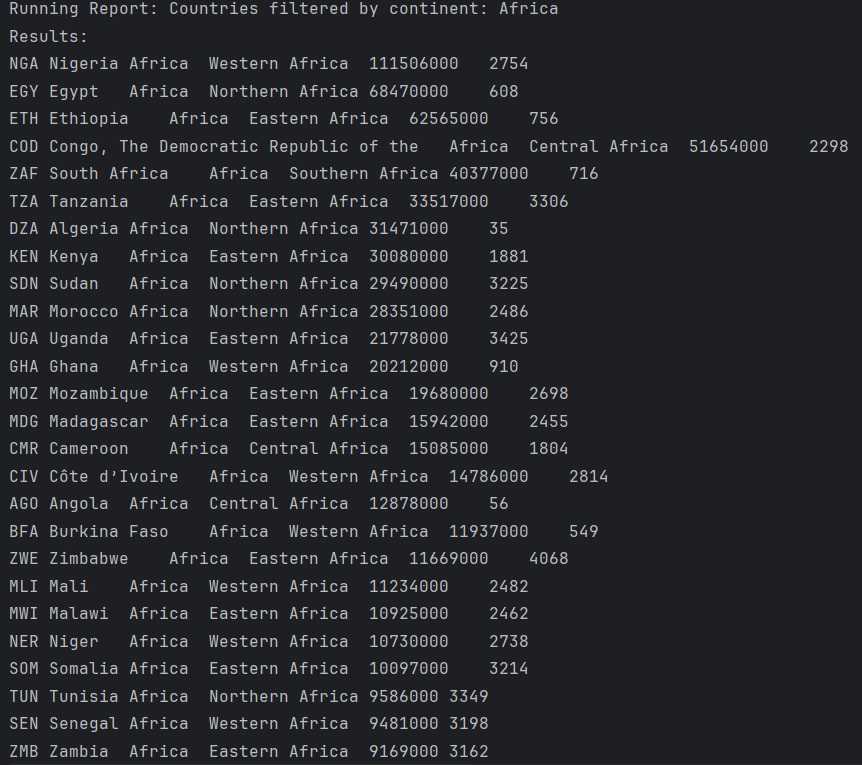 Running Report: Countries filtered by continent: Africa
Results:
NGA Nigeria Africa  Western Africa  111506000   2754
EGY Egypt   Africa  Northern Africa 68470000    608
ETH Ethiopia    Africa  Eastern Africa  62565000    756
COD Congo, The Democratic Republic of the   Africa  Central Africa  51654000    2298
ZAF South Africa    Africa  Southern Africa 40377000    716
TZA Tanzania    Africa  Eastern Africa  33517000    3306
DZA Algeria Africa  Northern Africa 31471000    35
KEN Kenya   Africa  Eastern Africa  30080000    1881
SDN Sudan   Africa  Northern Africa 29490000    3225
MAR Morocco Africa  Northern Africa 28351000    2486
UGA Uganda  Africa  Eastern Africa  21778000    3425
GHA Ghana   Africa  Western Africa  20212000    910
MOZ Mozambique  Africa  Eastern Africa  19680000    2698
MDG Madagascar  Africa  Eastern Africa  15942000    2455
CMR Cameroon    Africa  Central Africa  15085000    1804
CIV Côte d’Ivoire   Africa  Western Africa  14786000    2814
AGO Angola  Africa  Central Africa  12878000    56
BFA Burkina Faso    Africa  Western Africa  11937000    549
ZWE Zimbabwe    Africa  Eastern Africa  11669000    4068
MLI Mali    Africa  Western Africa  11234000    2482
MWI Malawi  Africa  Eastern Africa  10925000    2462
NER Niger   Africa  Western Africa  10730000    2738
SOM Somalia Africa  Eastern Africa  10097000    3214
TUN Tunisia Africa  Northern Africa 9586000 3349
SEN Senegal Africa  Western Africa  9481000 3198
ZMB Zambia  Africa  Eastern Africa  9169000 3162